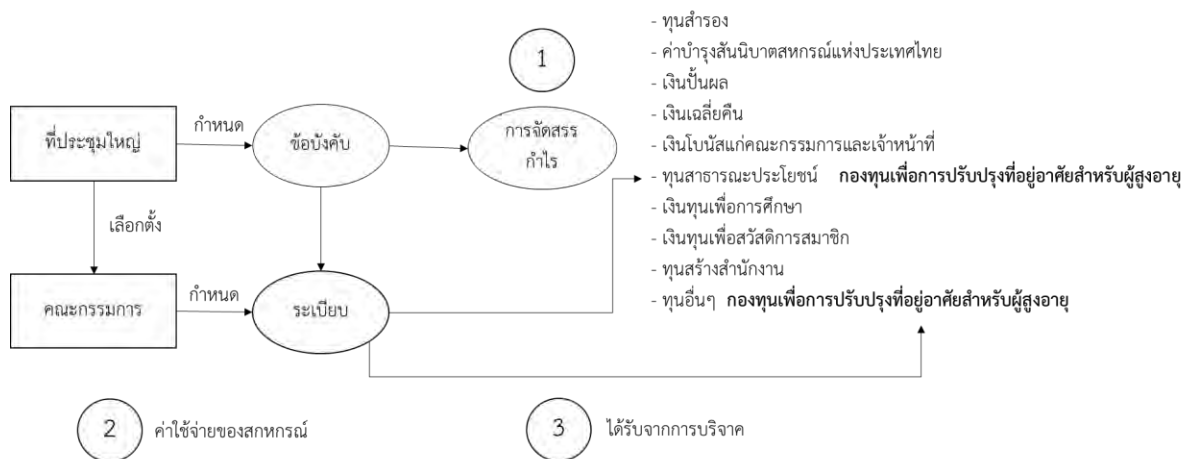 1
- ทุนสำรอง
- ค่าบำรุงสันนิบาตสหกรณ์แห่งประเทศไทย
- เงินปั้นผล
- เงินเฉลี่ยคืน
- เงินโบนัสแก่คณะกรรมการและเจ้าหน้าที่
- ทุนสาธารณะประโยชน์ กองทุนเพื่อการปรับปรุงที่อยู่อาศัยสำหรับผู้สูงอายุ
- เงินทุนเพื่อการศึกษา
- เงินทุนเพื่อสวัสดิการสมาชิก
- ทุนสร้างสำนักงาน
- ทุนอื่นๆ กองทุนเพื่อการปรับปรุงที่อยู่อาศัยสำหรับผู้สูงอายุ
ที่ประชุมใหญ่
กำหนด
ข้อบังคับ
การจัดสรร
กำไร
เลือกตั้ง
คณะกรรมการ
กำหนด
ระเบียบ
2 ค่าใช้จ่ายของสกหกรณ์
3 ได้รับจากการบริจาค